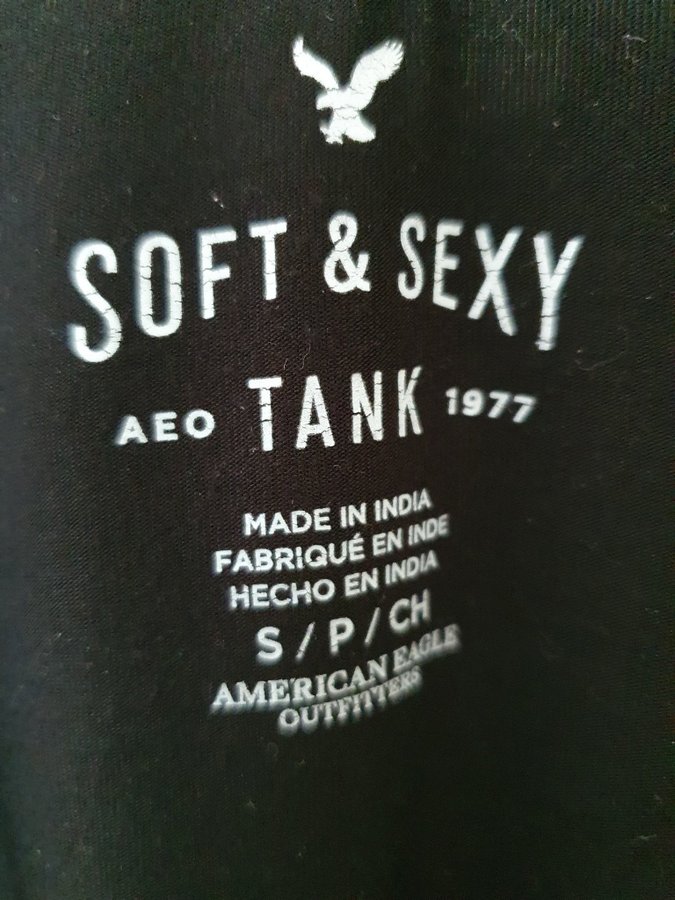 SOFT & SEXY
AEO TANK 1977
MADE IN INDIA
FABRIQUÉ EN INDE
HECHO EN INDIA
S / P / CH
AMERICAN EAGLE
OUTFITTERS